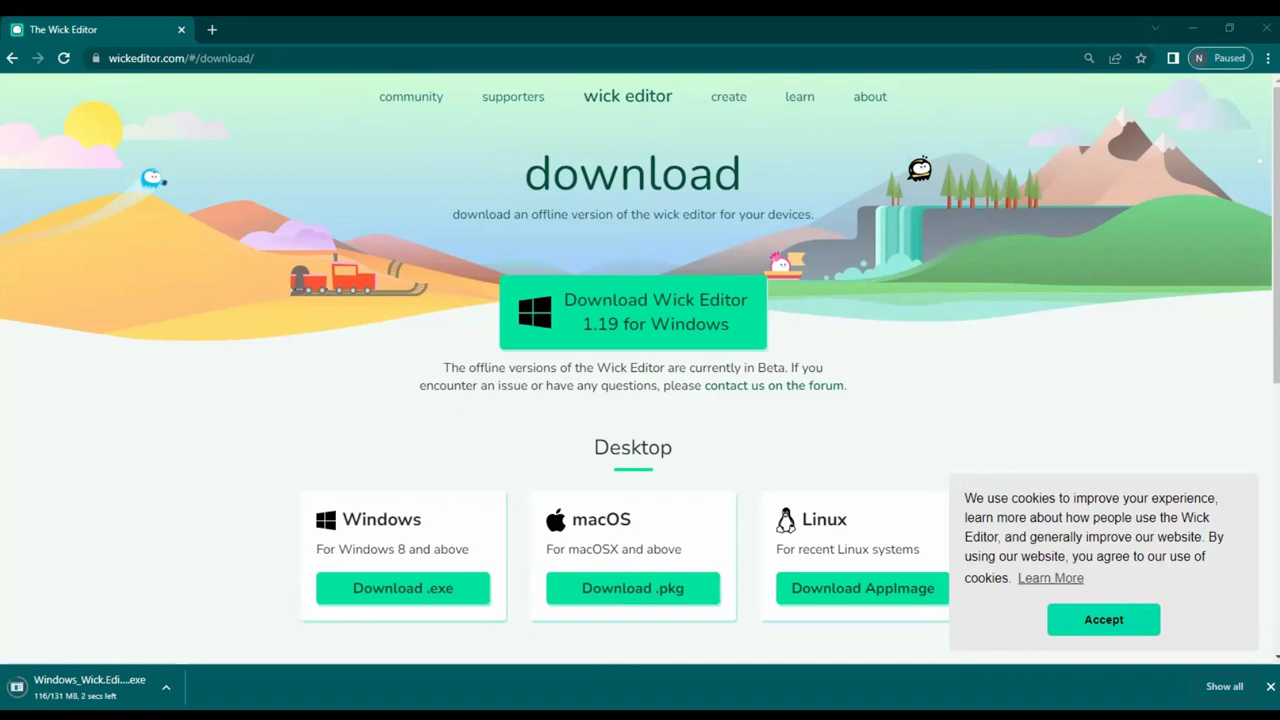 The Wick Editor
wickeditor.com/#/download/
N Paused
community supporters wick editor create learn about
download
download an offline version of the wick editor for your devices.
Download Wick Editor
1.19 for Windows
The offline versions of the Wick Editor are currently in Beta. If you
encounter an issue or have any questions, please contact us on the forum.
Desktop
Windows
For Windows 8 and above
Download .exe
macOS
For macOSX and above
Download .pkg
Linux
For recent Linux systems
Download AppImage
We use cookies to improve your experience,
learn more about how people use the Wick
Editor, and generally improve our website. By
using our website, you agree to our use of
cookies. Learn More
Accept
Windows_Wick.Edi....exe
116/131 MB, 2 secs left
Show all